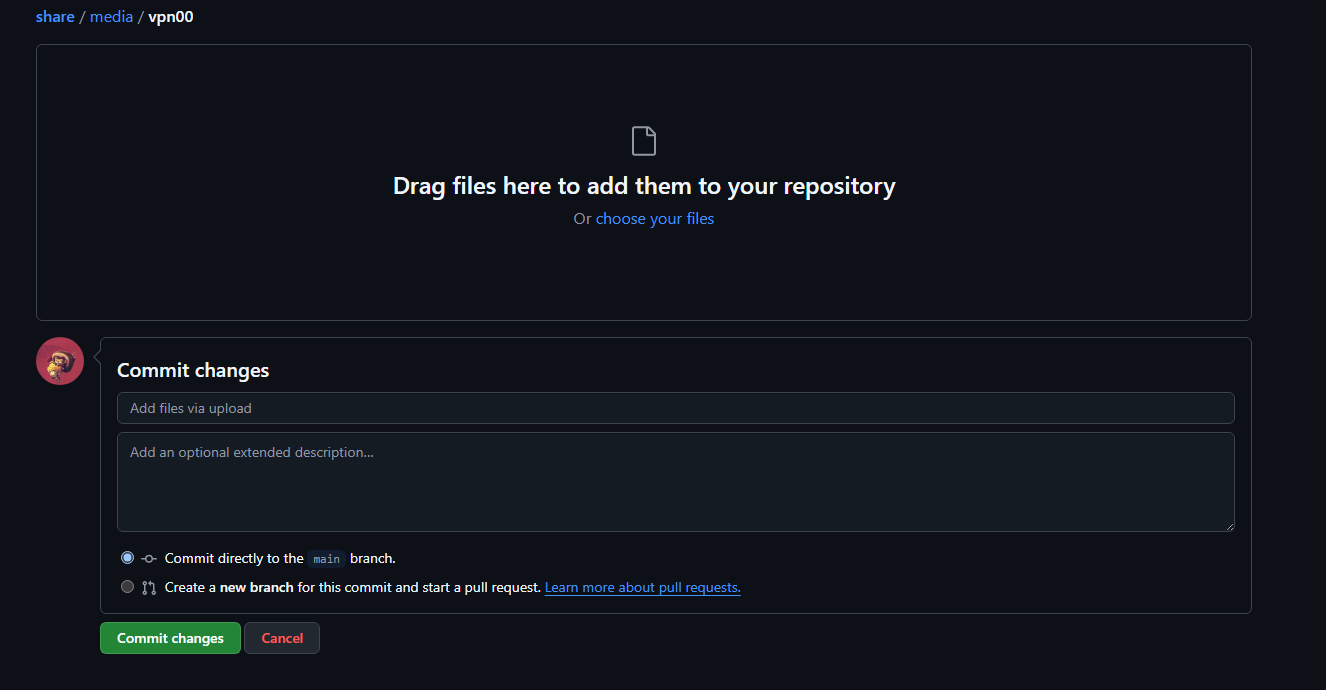 share / media / vpn00
Drag files here to add them to your repository
Or choose your files
Commit changes
Add files via upload
Add an optional extended description...
Commit directly to the main branch.
Create a new branch for this commit and start a pull request. Learn more about pull requests.
Commit changes Cancel